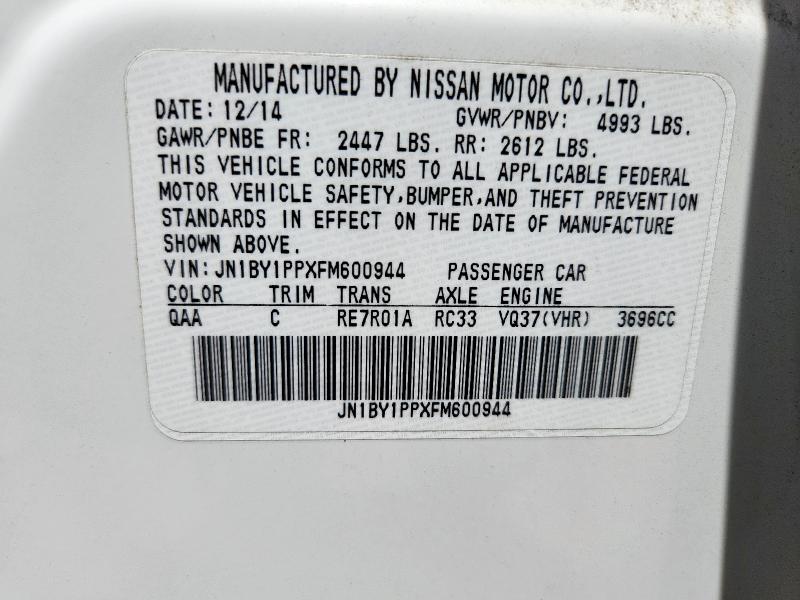 MANUFACTURED BY NISSAN MOTOR CO.,LTD.
DATE: 12/14 GVWR/PNBV: 4993 LBS.
GAWR/PNBE FR: 2447 LBS. RR: 2612 LBS.
THIS VEHICLE CONFORMS TO ALL APPLICABLE FEDERAL
MOTOR VEHICLE SAFETY,BUMPER,AND THEFT PREVENTION
STANDARDS IN EFFECT ON THE DATE OF MANUFACTURE
SHOWN ABOVE.
VIN:JN1BY1PPXFM600944 PASSENGER CAR
COLOR TRIM TRANS AXLE ENGINE
QAA C RE7R01A RC33 VQ37(VHR) 3696CC
JN1BY1PPXFM600944